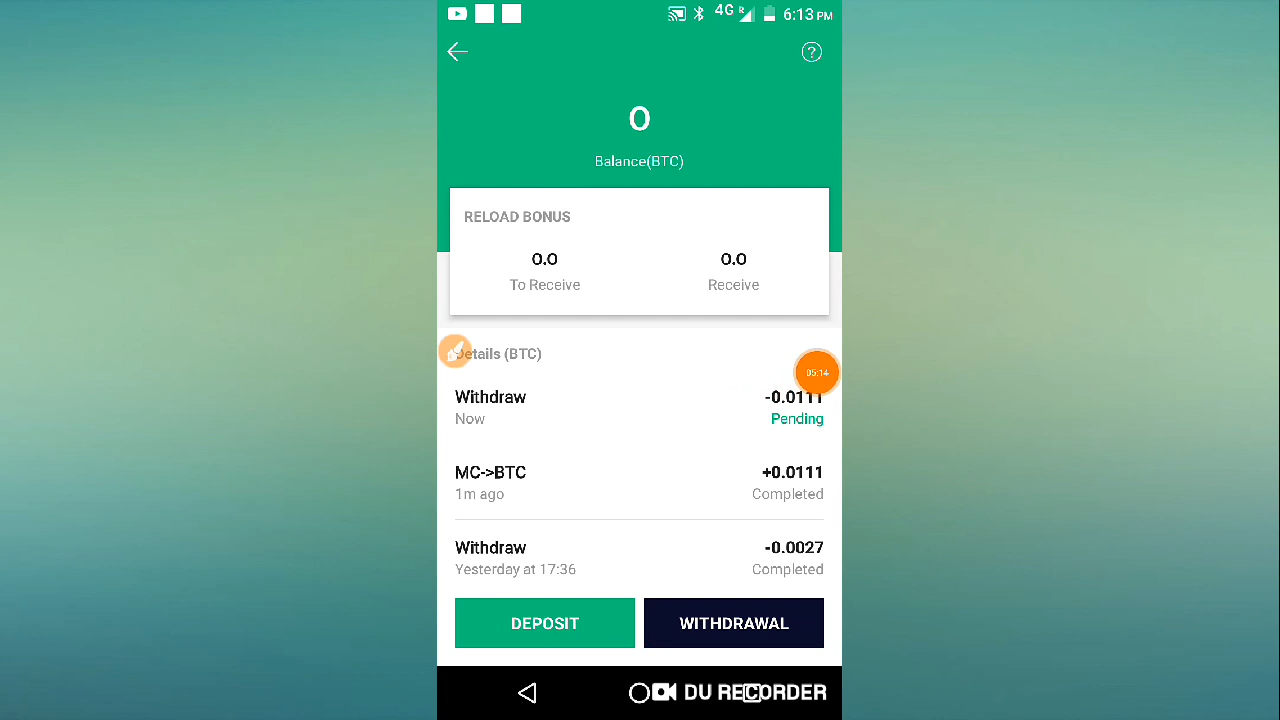 4G R 6:13 PM
?
0
Balance(BTC)
RELOAD BONUS
0.0 0.0
To Receive Receive
Details (BTC)
05:14
Withdraw -0.0111
Now Pending
MC->BTC +0.0111
1m ago Completed
Withdraw -0.0027
Yesterday at 17:36 Completed
DEPOSIT WITHDRAWAL
DU RECORDER